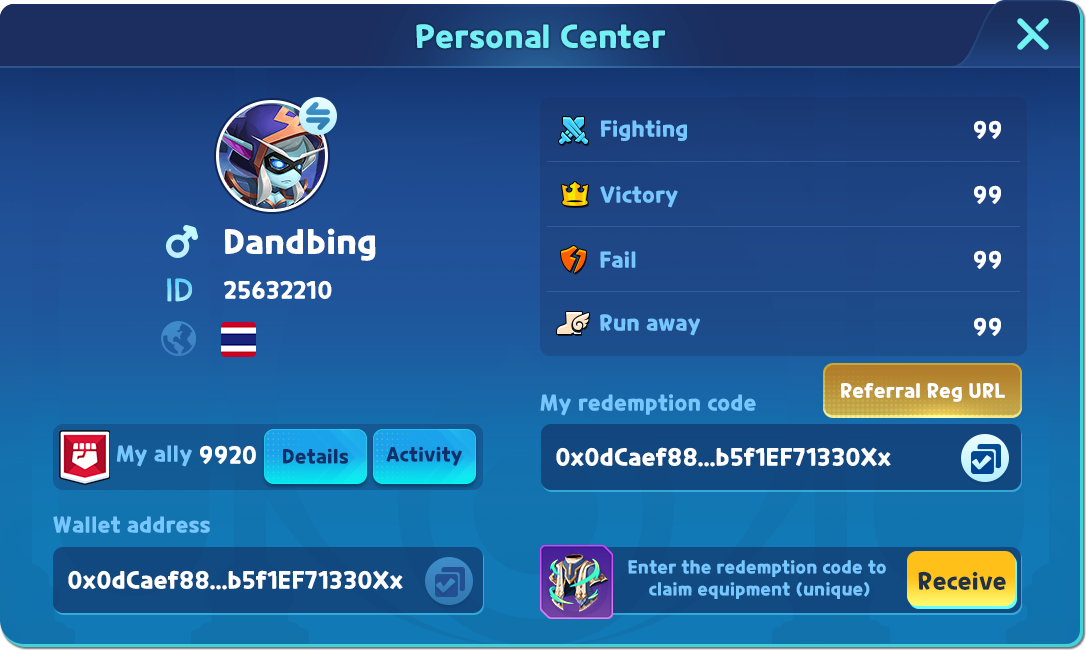 Personal Center
Dandbing
ID 25632210
Fighting 99
Victory 99
Fail 99
Run away 99
My redemption code
Referral Reg URL
0x0dCaef88...b5f1EF71330Xx
My ally 9920 Details Activity
Wallet address
0x0dCaef88...b5f1EF71330Xx
Enter the redemption code to
claim equipment (unique)
Receive